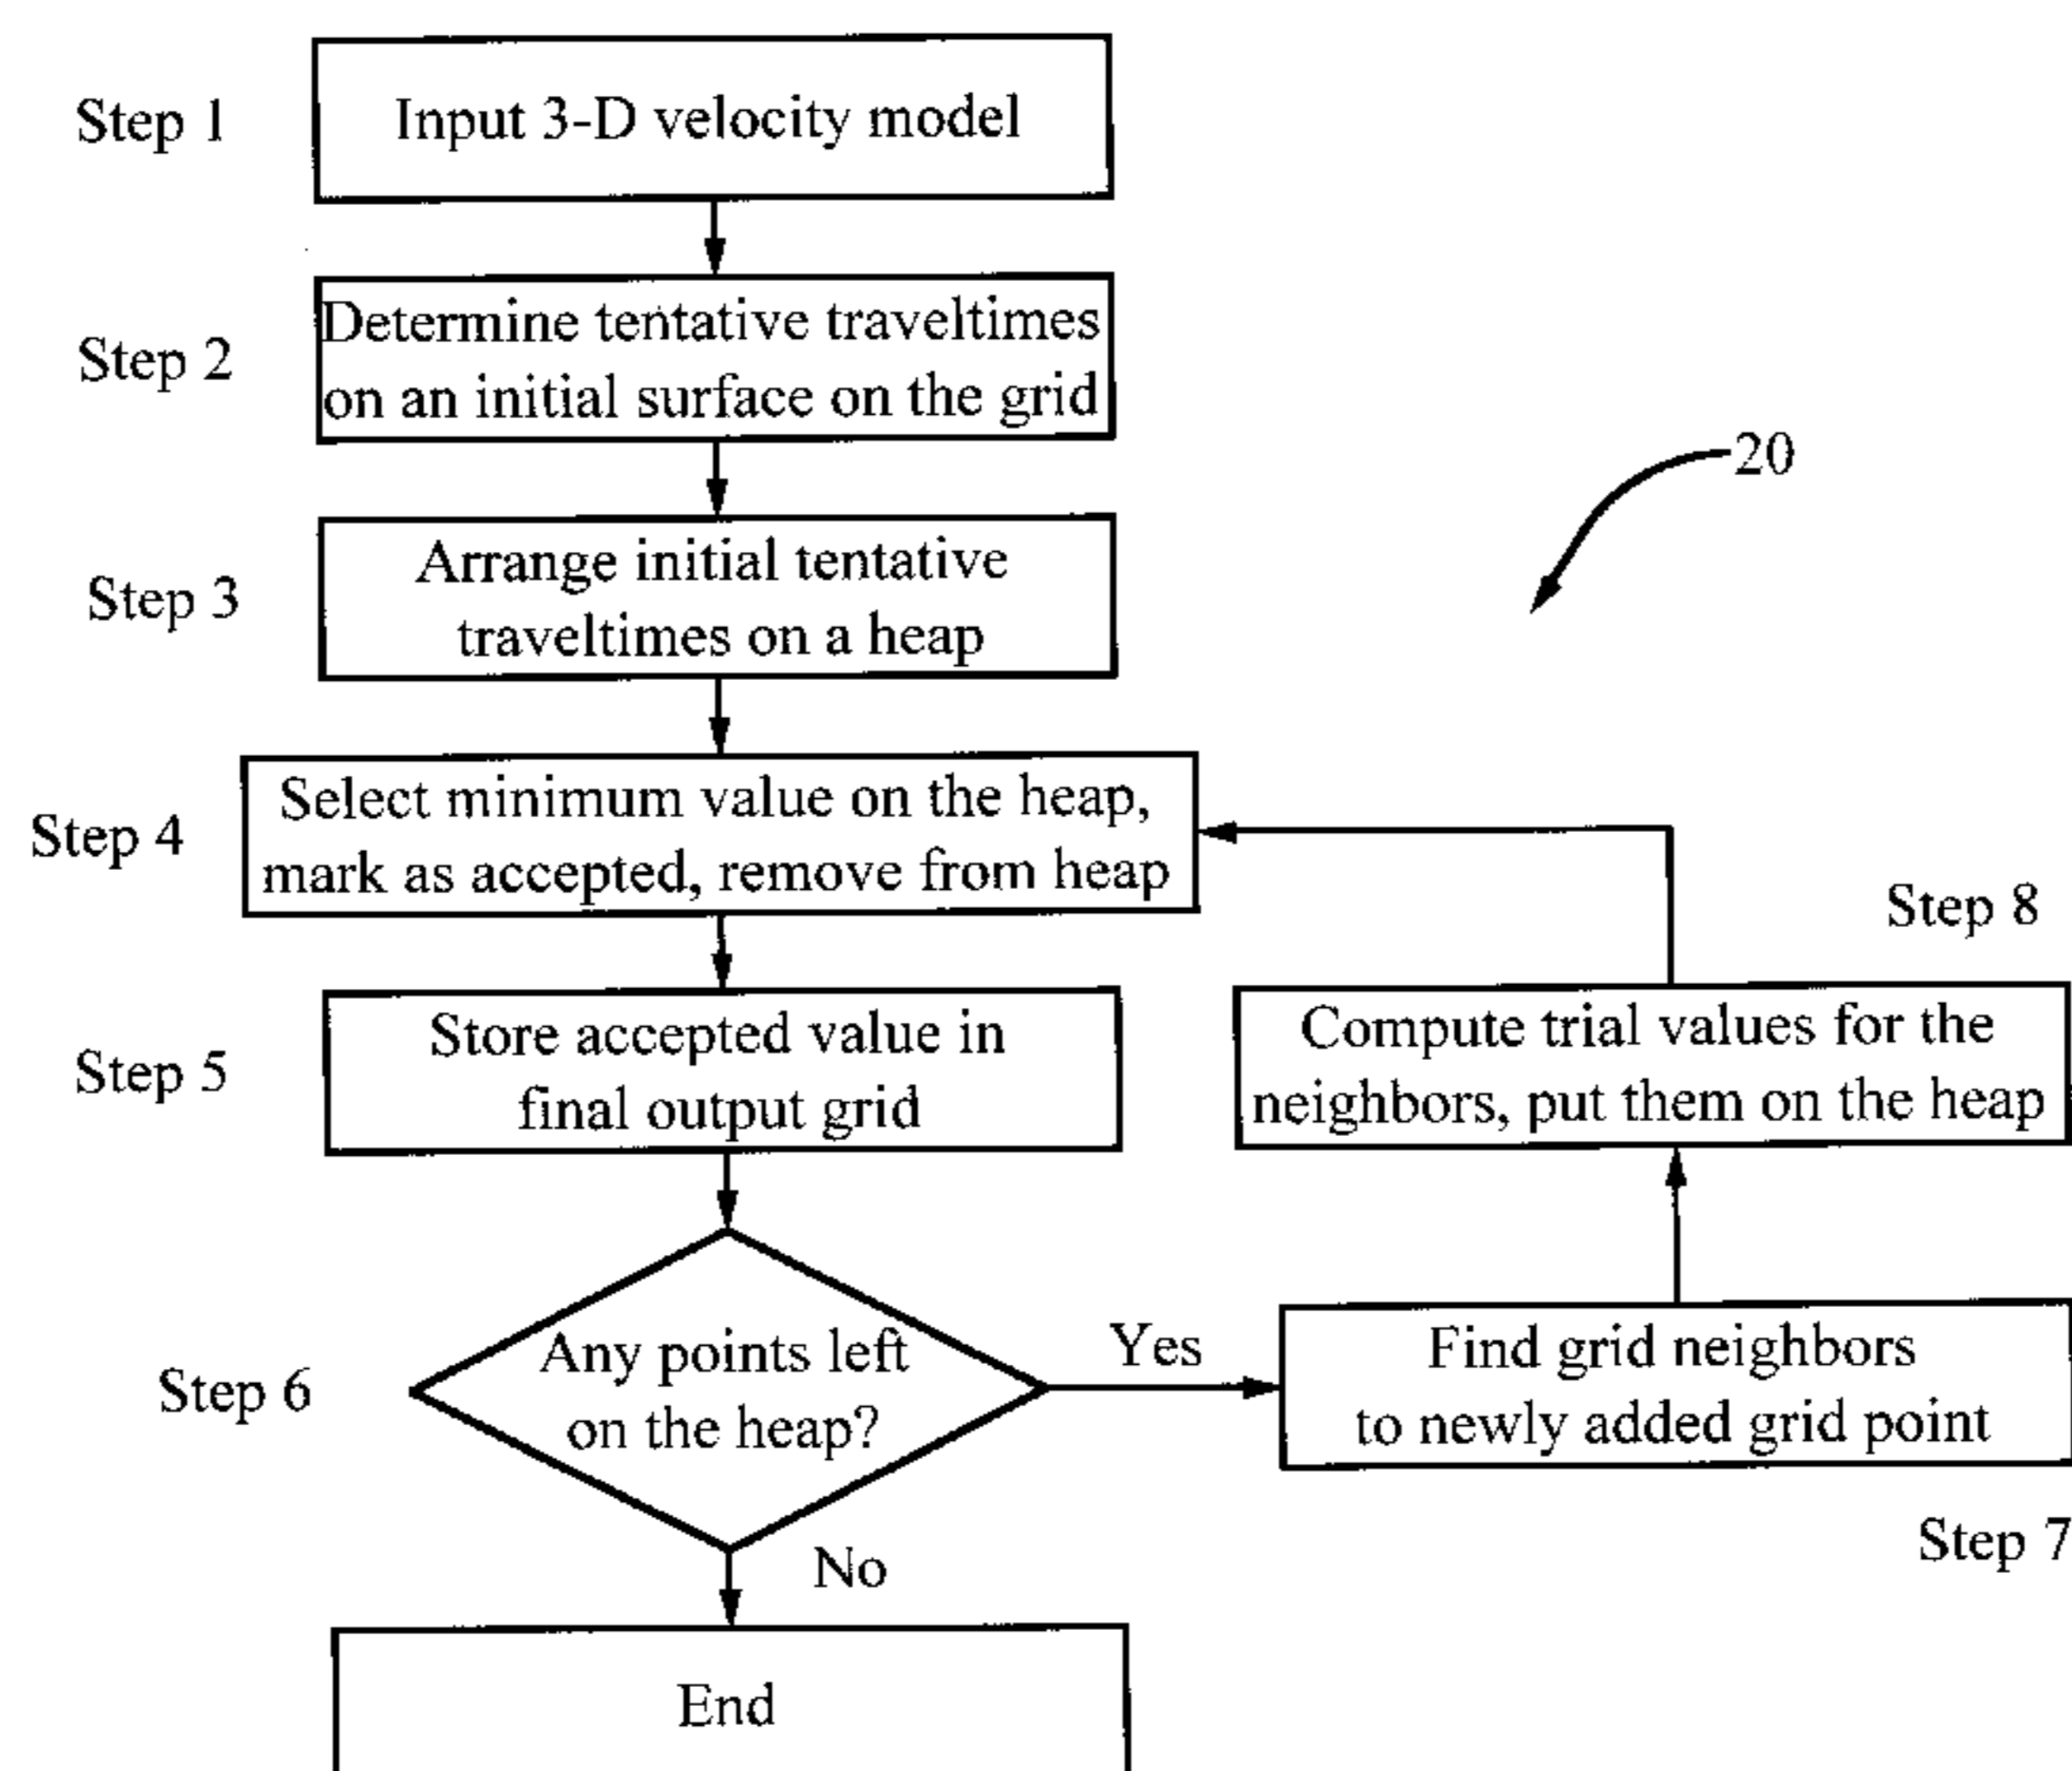 Step 1
Input 3-D velocity model
Step 2
Determine tentative traveltimes
on an initial surface on the grid
20
Step 3
Arrange initial tentative
traveltimes on a heap
Step 4
Select minimum value on the heap,
mark as accepted, remove from heap
Step 8
Step 5
Store accepted value in
final output grid
Compute trial values for the
neighbors, put them on the heap
Step 6
Any points left
on the heap?
Yes
Find grid neighbors
to newly added grid point
Step 7
No
End